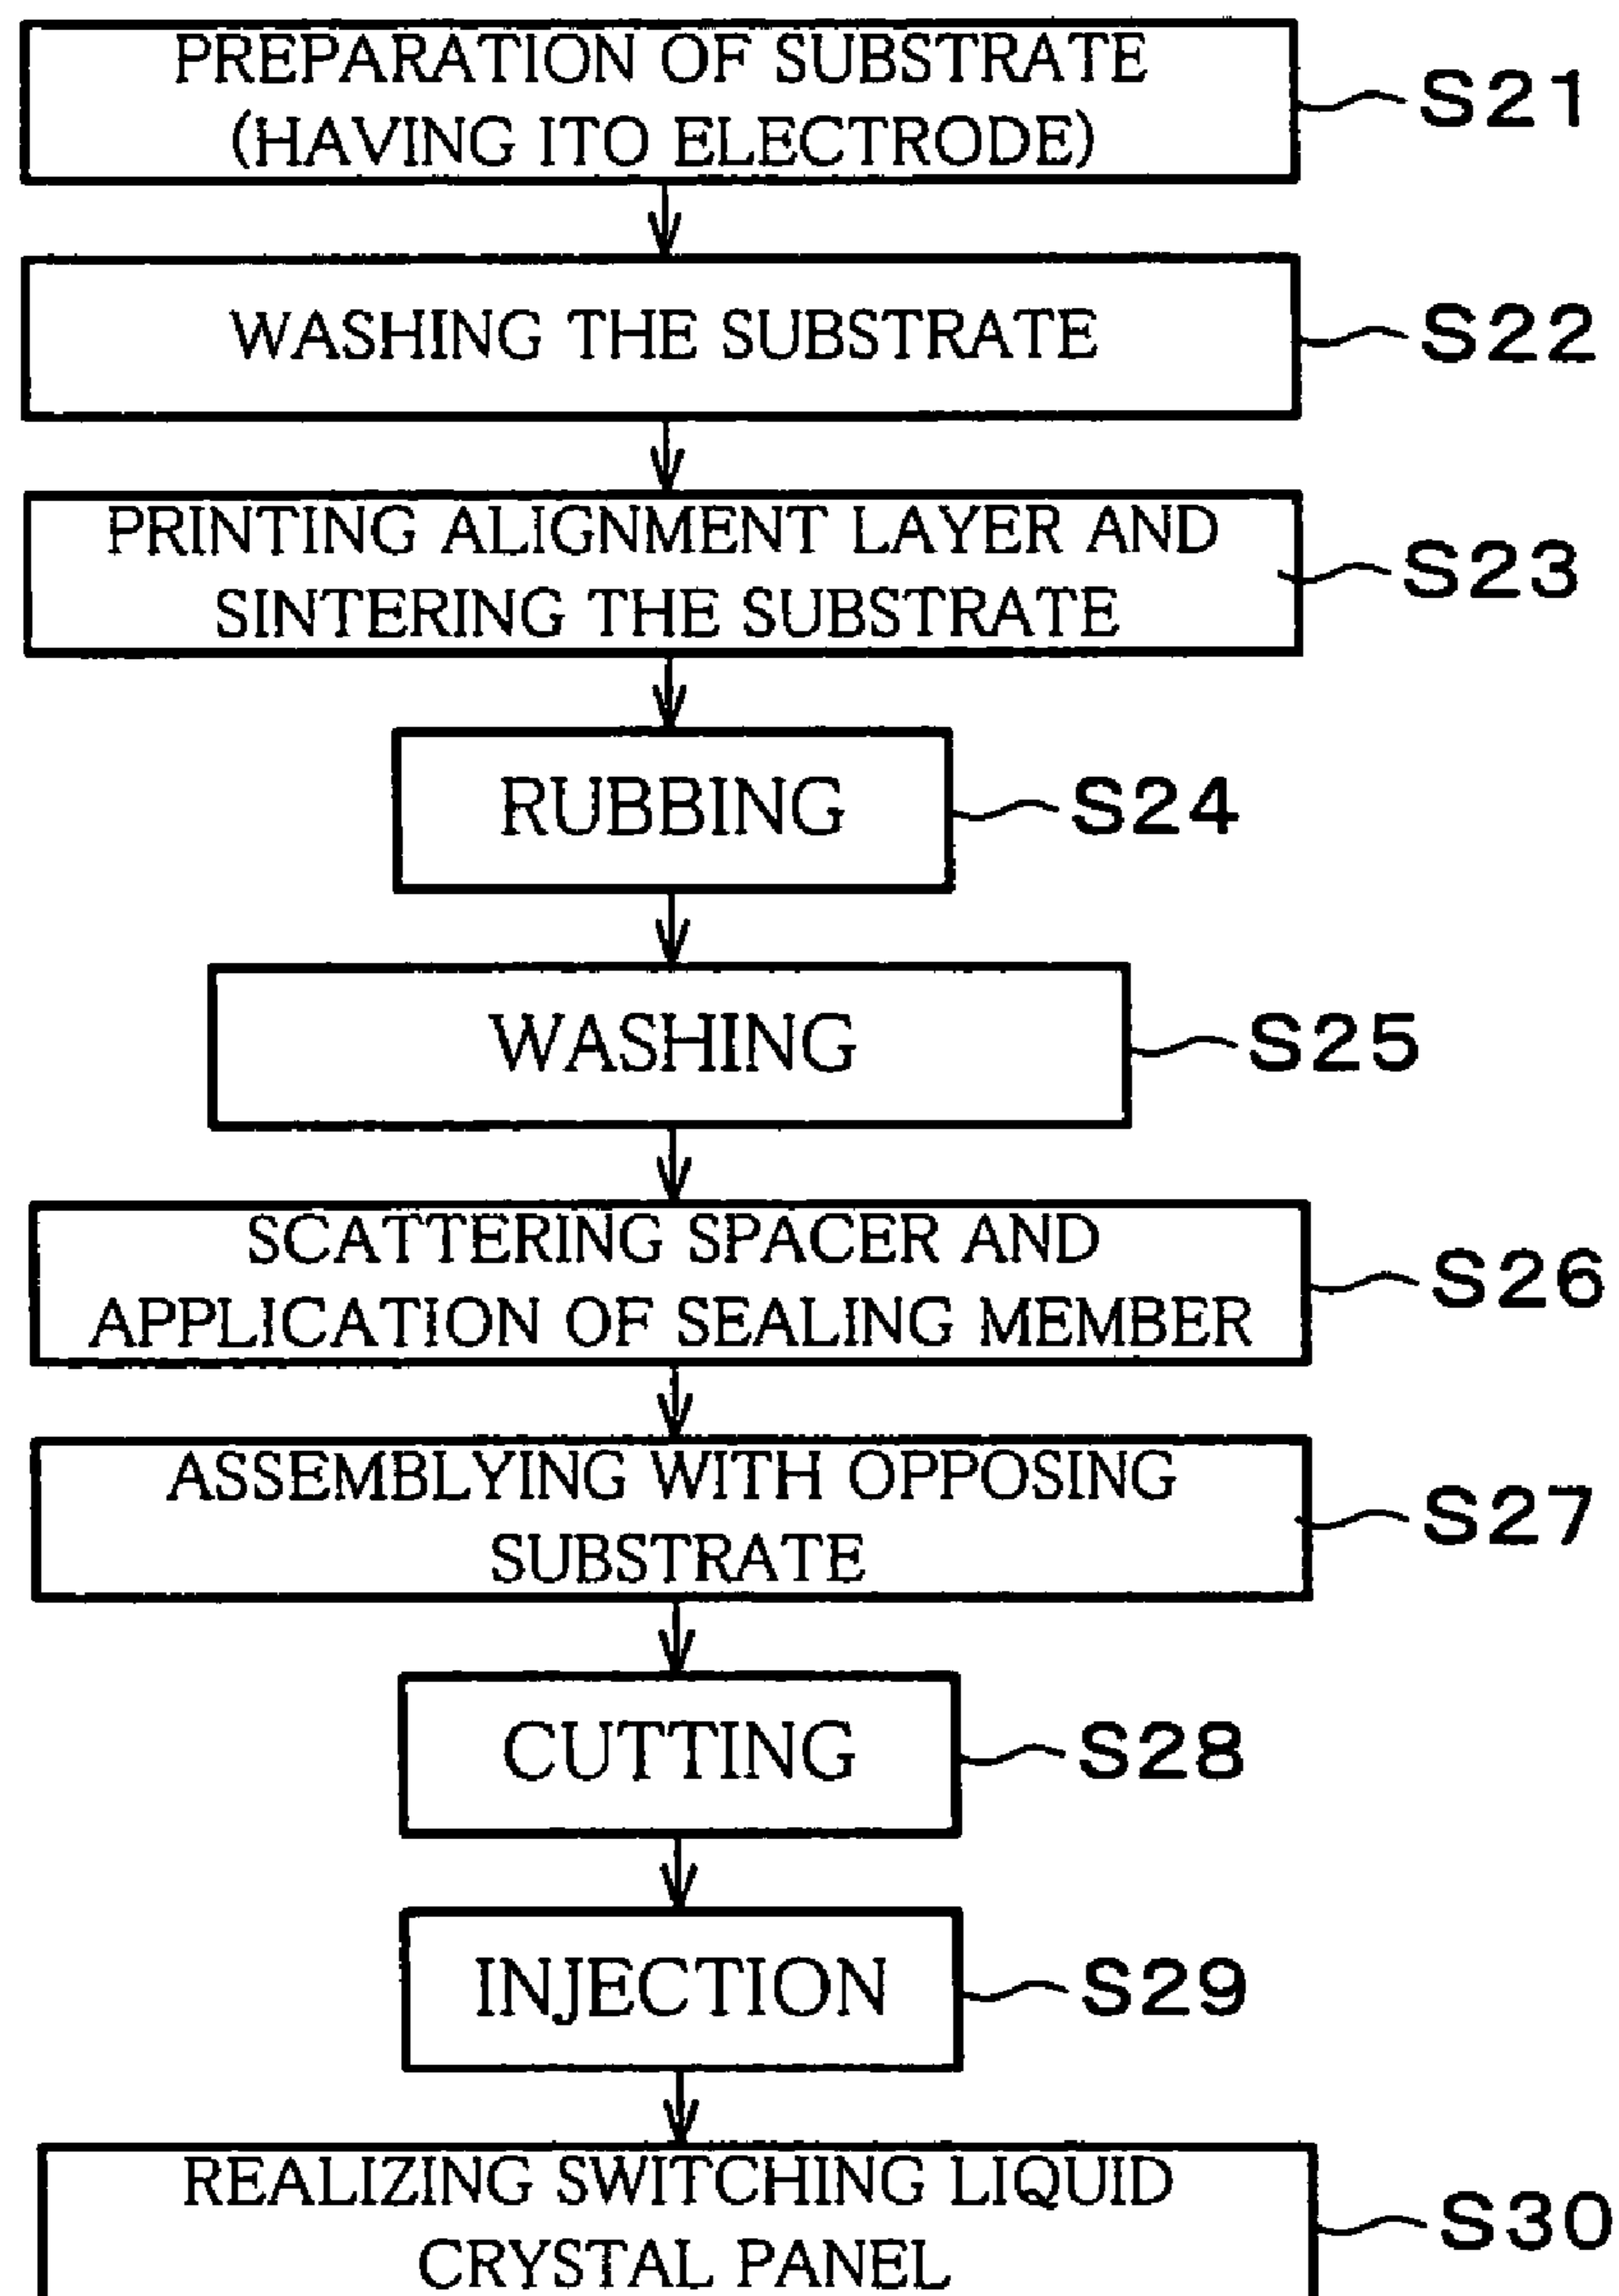 PREPARATION OF SUBSTRATE
(HAVING ITO ELECTRODE)
S21
WASHING THE SUBSTRATE
S22
PRINTING ALIGNMENT LAYER AND
SINTERING THE SUBSTRATE
S23
RUBBING
S24
WASHING
S25
SCATTERING SPACER AND
APPLICATION OF SEALING MEMBER
S26
ASSEMBLYING WITH OPPOSING
SUBSTRATE
S27
CUTTING
S28
INJECTION
S29
REALIZING SWITCHING LIQUID
CRYSTAL PANEL
S30